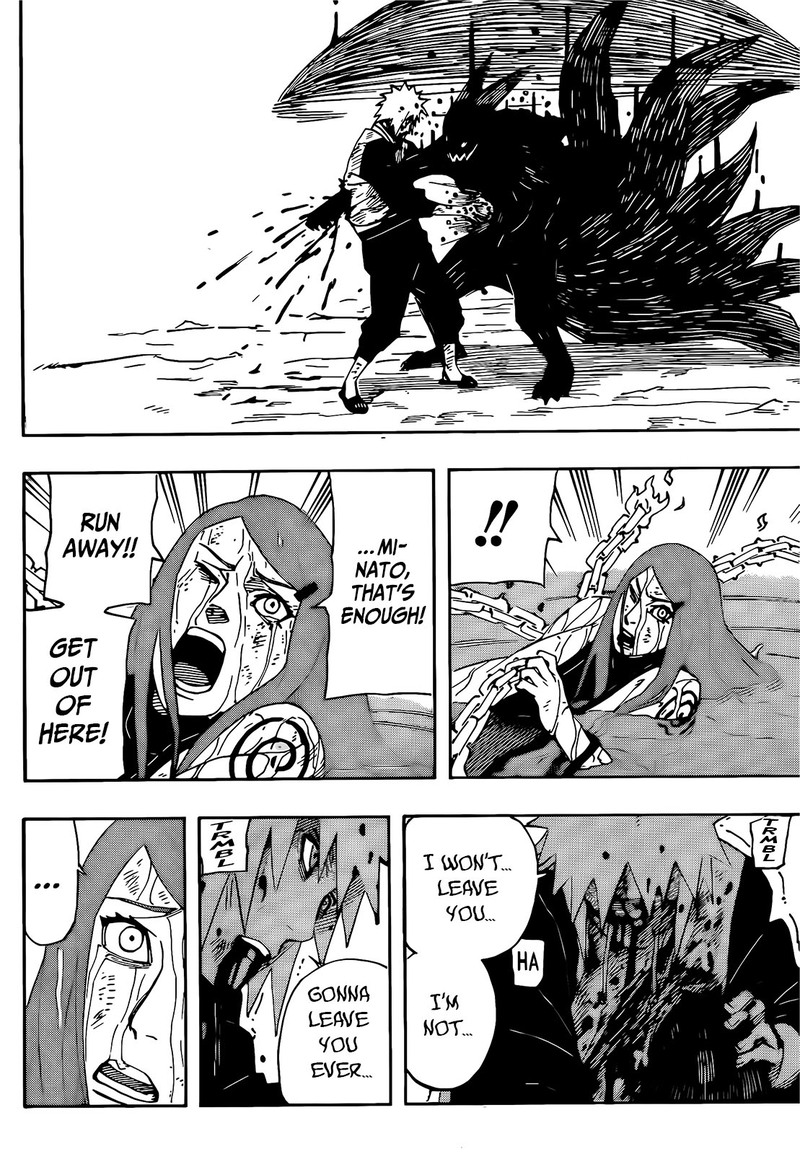 !!
...MI-
NATO,
THAT'S
ENOUGH!
RUN
AWAY!!
GET
OUT
OF
HERE!
TRMBL
I WON'T...
LEAVE
YOU...
HA
I'M
NOT...
TRMBL
GONNA
LEAVE
YOU
EVER...
...